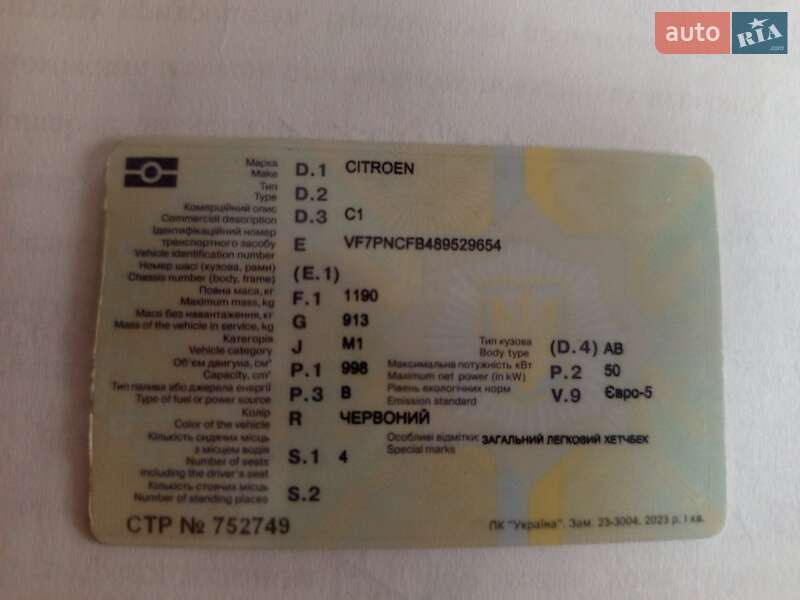 auto RIA .com
Марка
Make D.1 CITROEN
Тип
Type D.2
Комерційний опис
Commercial description D.3 C1
Ідентифікаційний номер
транспортного засобу
Vehicle identification number E VF7PNCFB489529654
Номер шасі (кузова, рами)
Chassis number (body, frame) (E.1)
Повна маса, кг
Maximum mass, kg F.1 1190
Маса без навантаження, кг
Mass of the vehicle in service, kg G 913
Категорія
Vehicle category J M1
Тип кузова
Body type (D.4) АВ
Об'єм двигуна, см³
Capacity, cm³ P.1 998
Максимальна потужність кВт
Maximum net power (in kW) P.2 50
Тип палива або джерела енергії
Type of fuel or power source P.3 B
Рівень екологічних норм
Emission standard V.9 Євро-5
Колір
Color of the vehicle R ЧЕРВОНИЙ
Особливі відмітки: ЗАГАЛЬНИЙ ЛЕГКОВИЙ ХЕТЧБЕК
Special marks
Кількість сидячих місць
з місцем водія
Number of seats
including the driver's seat S.1 4
Кількість стоячих місць
Number of standing places S.2
СТР № 752749
ПК "Україна". Зам. 23-3004. 2023 р. I кв.